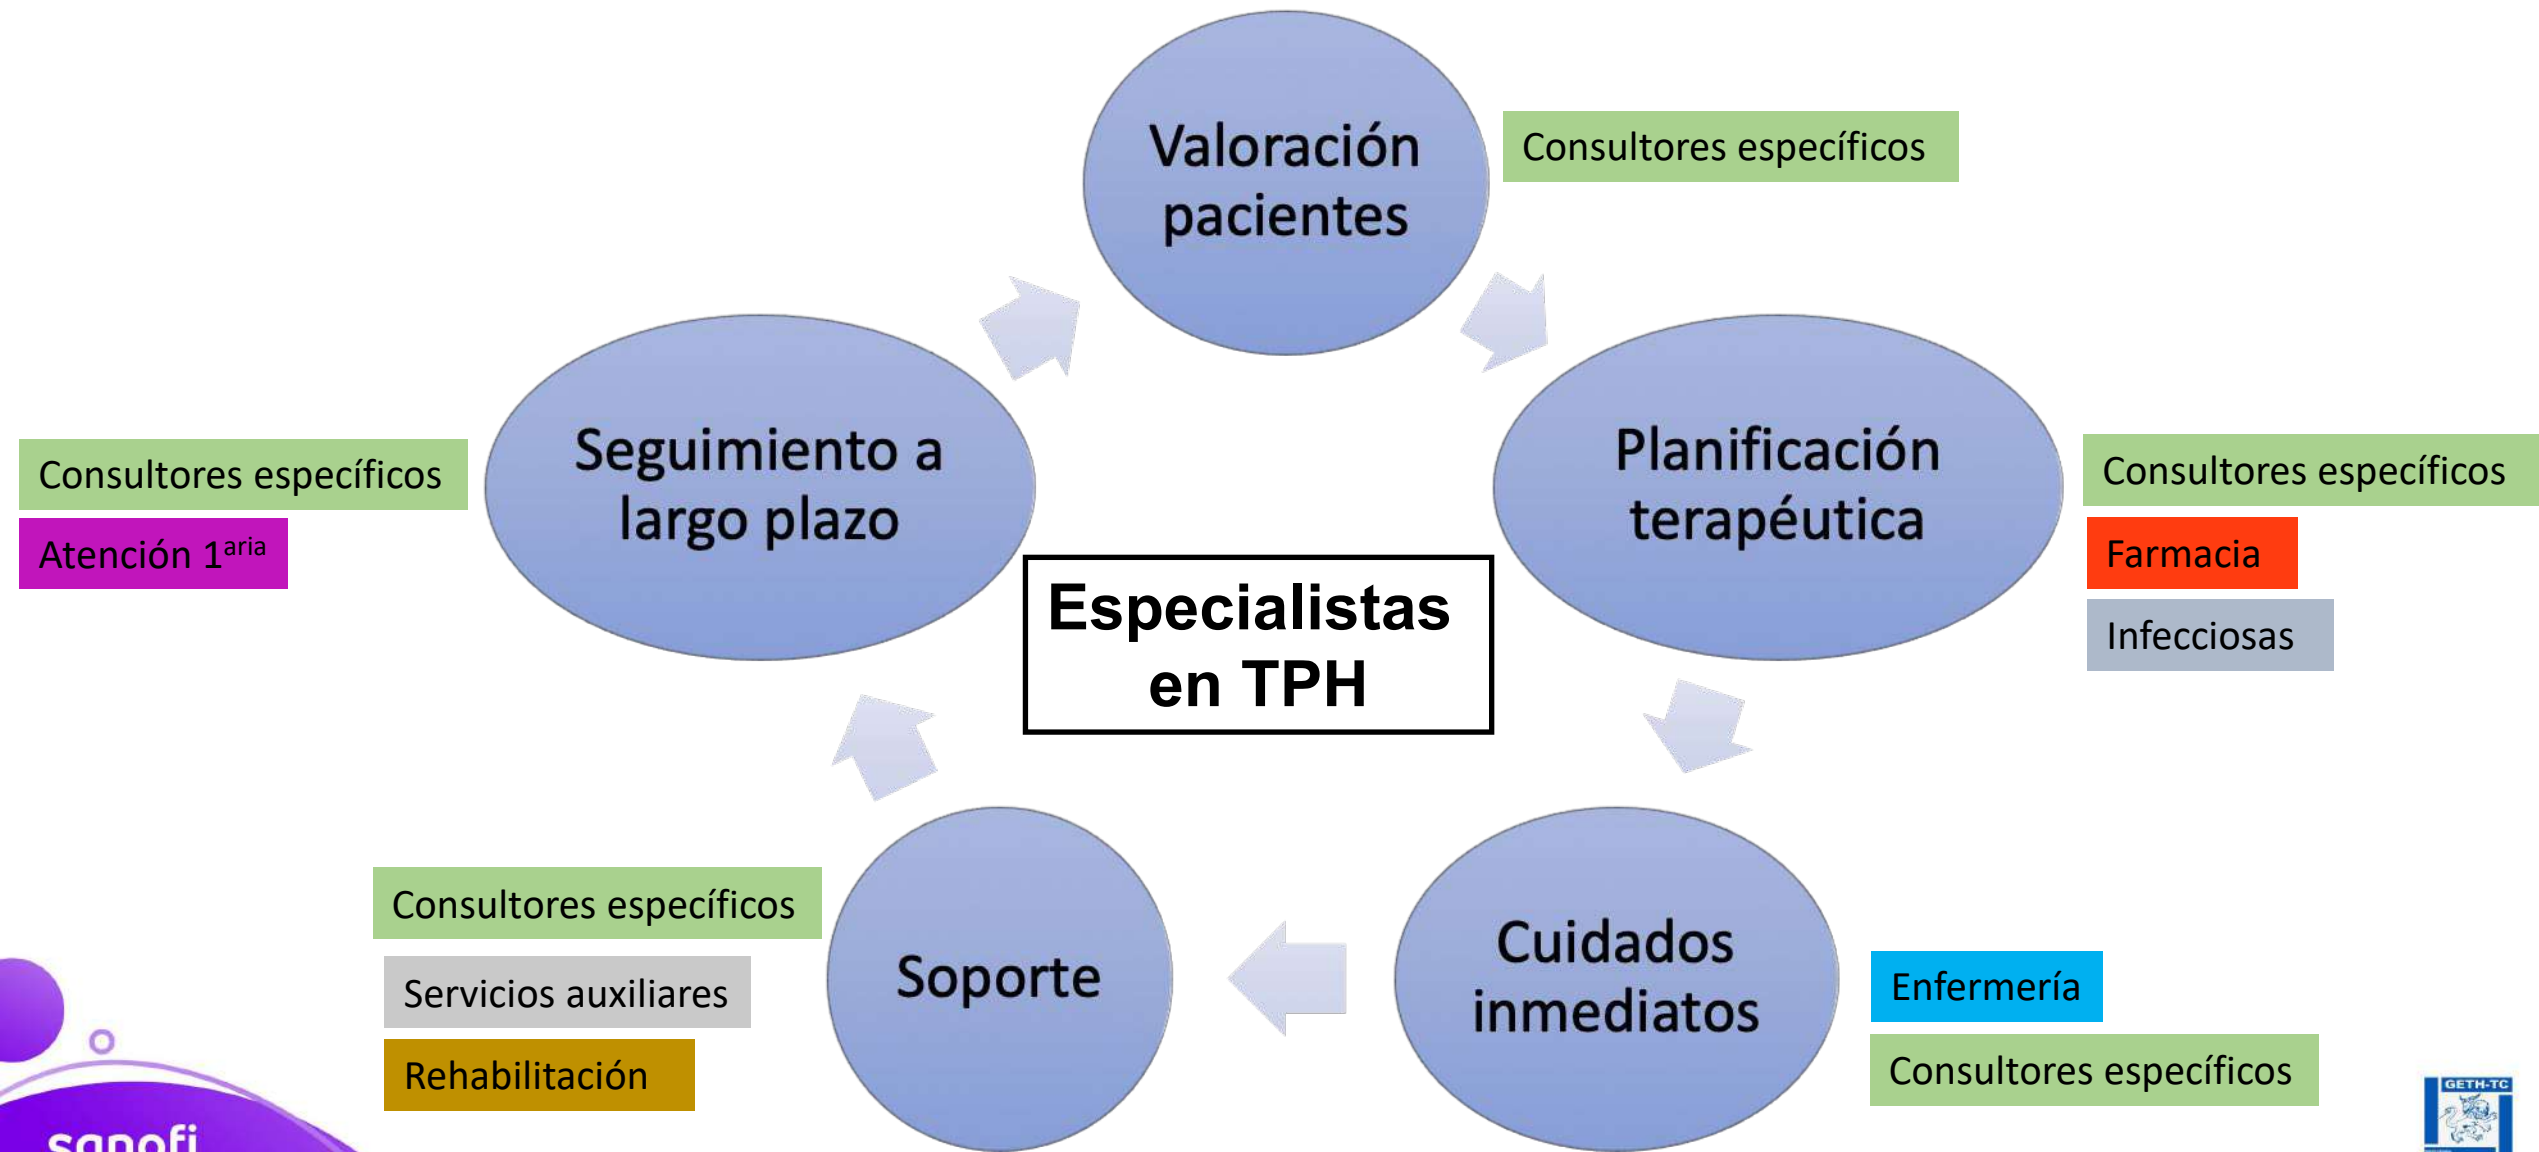 Valoración
pacientes
Consultores específicos
Planificación
terapéutica
Consultores específicos
Farmacia
Infecciosas
Cuidados
inmediatos
Enfermería
Consultores específicos
Soporte
Consultores específicos
Servicios auxiliares
Rehabilitación
Seguimiento a
largo plazo
Consultores específicos
Atención 1ᵃʳⁱᵃ
Especialistas
en TPH
sanofi
GETH-TC